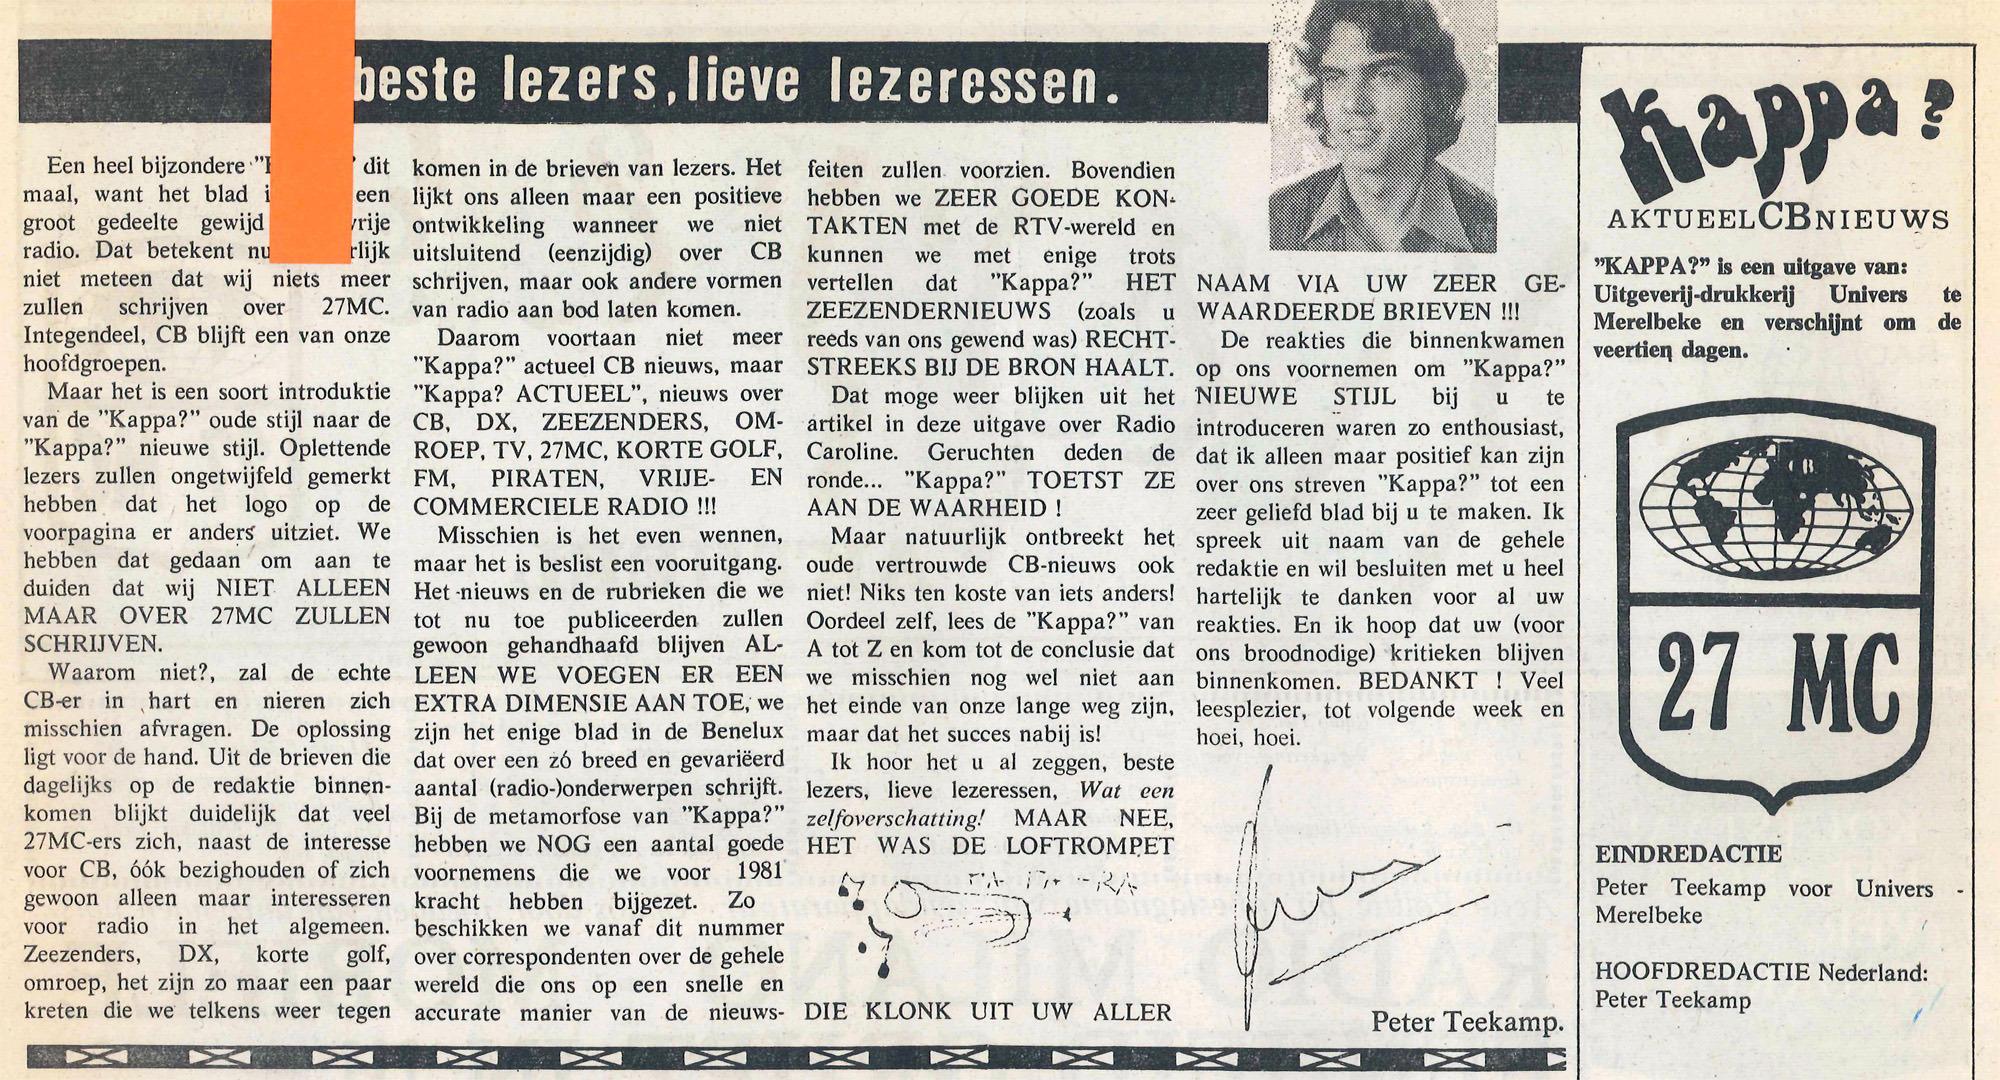 beste lezers, lieve lezeressen.
Een heel bijzondere dit
maal, want het blad een
groot gedeelte gewijd vrije
radio. Dat betekent
niet meteen dat wij niets meer
zullen schrijven over 27MC.
Integendeel, CB blijft een van onze
hoofdgroepen.
Maar het is een soort introduktie
van de ”Kappa?” oude stijl naar de
”Kappa?” nieuwe stijl. Oplettende
lezers zullen ongetwijfeld gemerkt
hebben dat het logo op de
voorpagina er anders uitziet. We
hebben dat gedaan om aan te
duiden dat wij NIET ALLEEN
MAAR OVER 27MC ZULLEN
SCHRIJVEN.
Waarom niet?, zal de echte
CB-er in hart en nieren zich
misschien afvragen. De oplossing
ligt voor de hand. Uit de brieven die
dagelijks op de redaktie binnen-
komen blijkt duidelijk dat veel
27MC-ers zich, naast de interesse
voor CB, óók bezighouden of zich
gewoon alleen maar interesseren
voor radio in het algemeen.
Zeezenders, DX, korte golf,
omroep, het zijn zo maar een paar
kreten die we telkens weer tegen
komen in de brieven van lezers. Het
lijkt ons alleen maar een positieve
ontwikkeling wanneer we niet
uitsluitend (eenzijdig) over CB
schrijven, maar ook andere vormen
van radio aan bod laten komen.
Daarom voortaan niet meer
”Kappa?” actueel CB nieuws, maar
”Kappa? ACTUEEL”, nieuws over
CB, DX, ZEEZENDERS, OM-
ROEP, TV, 27MC, KORTE GOLF,
FM, PIRATEN, VRIJE- EN
COMMERCIELE RADIO !!!
Misschien is het even wennen,
maar het is beslist een vooruitgang.
Het nieuws en de rubrieken die we
tot nu toe publiceerden zullen
gewoon gehandhaafd blijven AL-
LEEN WE VOEGEN ER EEN
EXTRA DIMENSIE AAN TOE, we
zijn het enige blad in de Benelux
dat over een zó breed en gevariëerd
aantal (radio-)onderwerpen schrijft.
Bij de metamorfose van ”Kappa?”
hebben we NOG een aantal goede
voornemens die we voor 1981
kracht hebben bijgezet. Zo
beschikken we vanaf dit nummer
over correspondenten over de gehele
wereld die ons op een snelle en
accurate manier van de nieuws-
feiten zullen voorzien. Bovendien
hebben we ZEER GOEDE KON-
TAKTEN met de RTV-wereld en
kunnen we met enige trots
vertellen dat ”Kappa?” HET
ZEEZENDERNIEUWS (zoals u
reeds van ons gewend was) RECHT-
STREEKS BIJ DE BRON HAALT.
Dat moge weer blijken uit het
artikel in deze uitgave over Radio
Caroline. Geruchten deden de
ronde... ”Kappa?” TOETST ZE
AAN DE WAARHEID !
Maar natuurlijk ontbreekt het
oude vertrouwde CB-nieuws ook
niet! Niks ten koste van iets anders!
Oordeel zelf, lees de ”Kappa?” van
A tot Z en kom tot de conclusie dat
we misschien nog wel niet aan
het einde van onze lange weg zijn,
maar dat het succes nabij is!
Ik hoor het u al zeggen, beste
lezers, lieve lezeressen, Wat een
zelfoverschatting! MAAR NEE,
HET WAS DE LOFTROMPET
TA-TA-RA
DIE KLONK UIT UW ALLER
NAAM VIA UW ZEER GE-
WAARDEERDE BRIEVEN !!!
De reakties die binnenkwamen
op ons voornemen om ”Kappa?”
NIEUWE STIJL bij u te
introduceren waren zo enthousiast,
dat ik alleen maar positief kan zijn
over ons streven ”Kappa?” tot een
zeer geliefd blad bij u te maken. Ik
spreek uit naam van de gehele
redaktie en wil besluiten met u heel
hartelijk te danken voor al uw
reakties. En ik hoop dat uw (voor
ons broodnodige) kritieken blijven
binnenkomen. BEDANKT ! Veel
leesplezier, tot volgende week en
hoei, hoei.
Peter Teekamp.
Kappa?
AKTUEEL CB NIEUWS
”KAPPA?” is een uitgave van:
Uitgeverij-drukkerij Univers te
Merelbeke en verschijnt om de
veertien dagen.
CB
27 MC
EINDREDACTIE
Peter Teekamp voor Univers -
Merelbeke
HOOFDREDACTIE Nederland:
Peter Teekamp